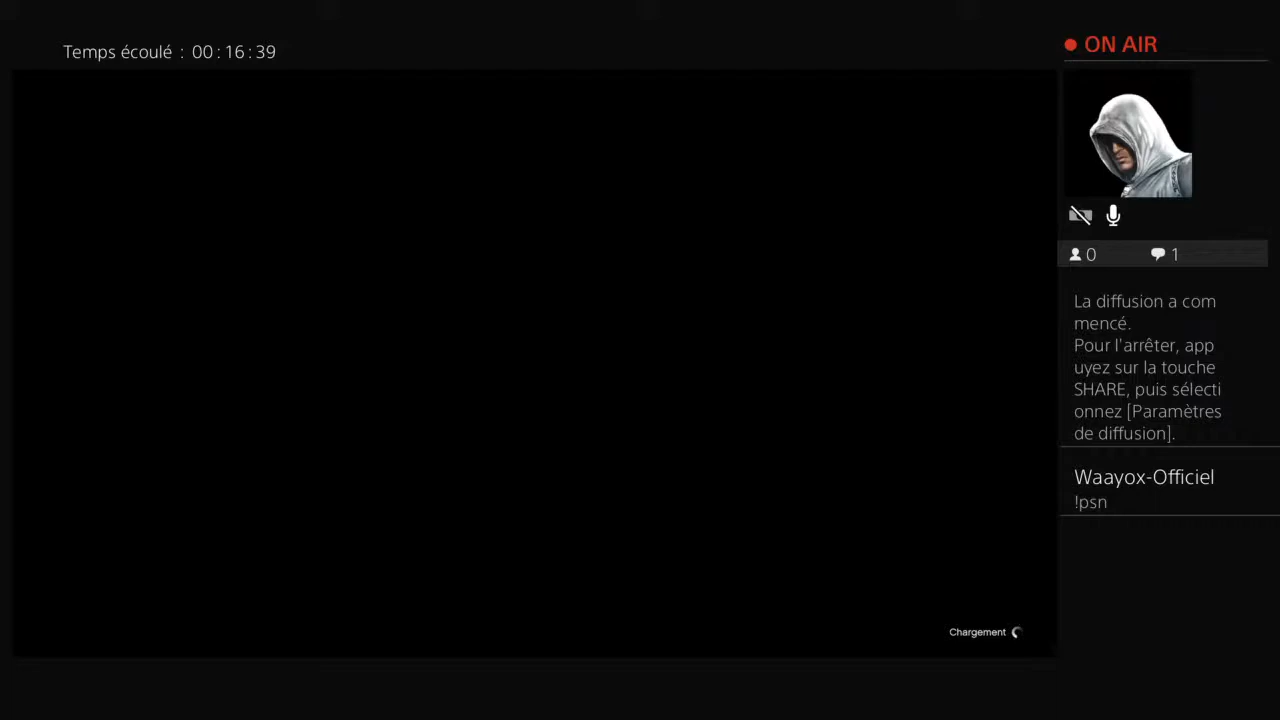 Temps écoulé : 00:16:39
ON AIR
0 1
La diffusion a com
mencé.
Pour l'arrêter, app
uyez sur la touche
SHARE, puis sélecti
onnez [Paramètres
de diffusion].
Waayox-Officiel
!psn
Chargement